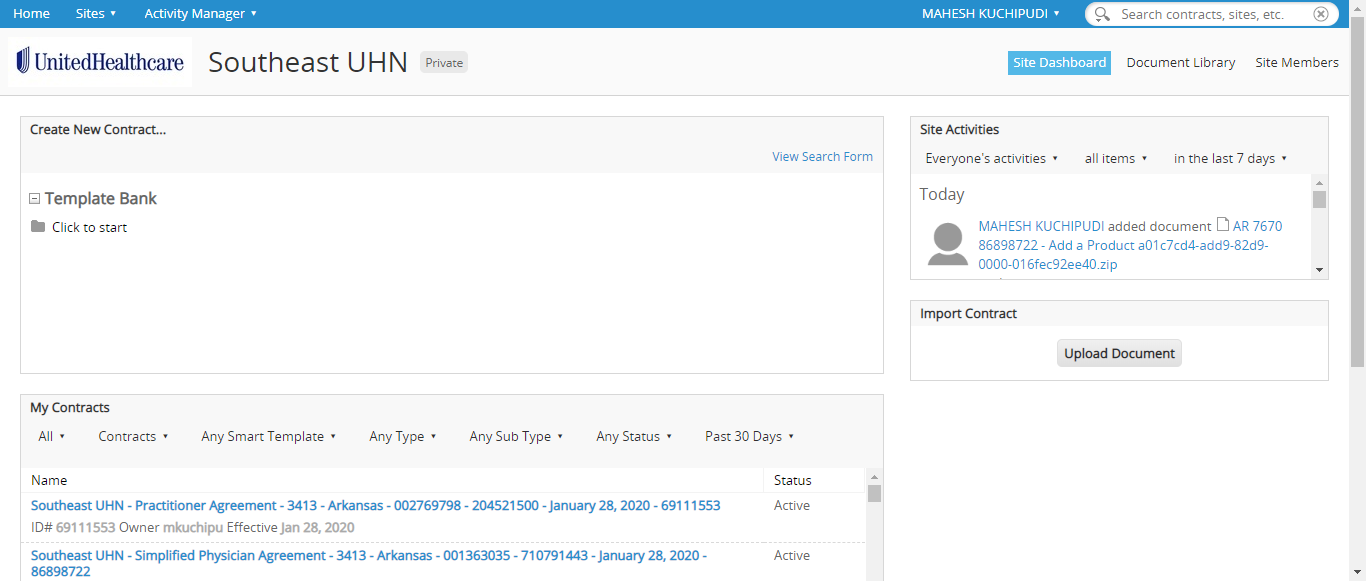 Home Sites Activity Manager MAHESH KUCHIPUDI Search contracts, sites, etc.
UnitedHealthcare Southeast UHN Private Site Dashboard Document Library Site Members
Create New Contract...
View Search Form
Template Bank
Click to start
Site Activities
Everyone's activities all items in the last 7 days
Today
MAHESH KUCHIPUDI added document AR 7670
86898722 - Add a Product a01c7cd4-add9-82d9-
0000-016fec92ee40.zip
Import Contract
Upload Document
My Contracts
All Contracts Any Smart Template Any Type Any Sub Type Any Status Past 30 Days
Name Status
Southeast UHN - Practitioner Agreement - 3413 - Arkansas - 002769798 - 204521500 - January 28, 2020 - 69111553 Active
ID# 69111553 Owner mkuchipu Effective Jan 28, 2020
Southeast UHN - Simplified Physician Agreement - 3413 - Arkansas - 001363035 - 710791443 - January 28, 2020 - Active
86898722